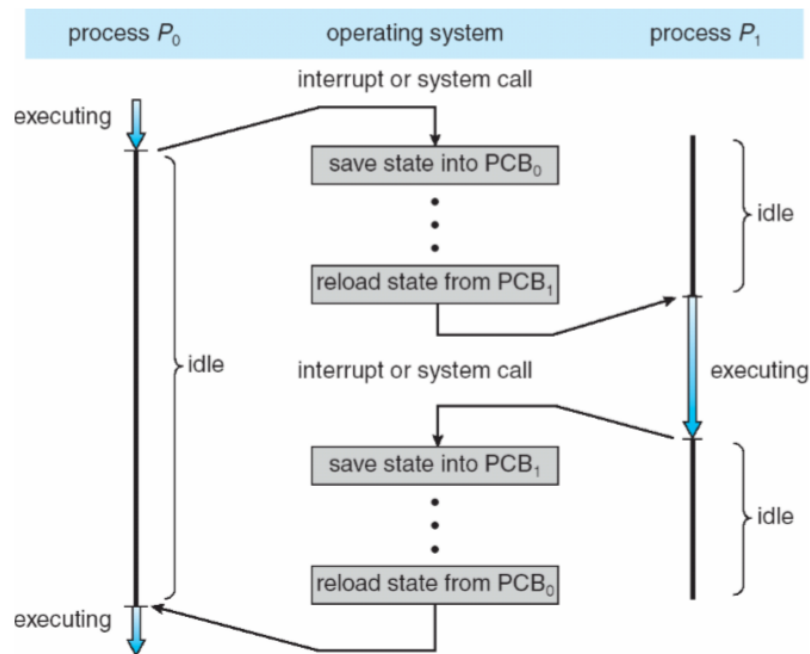 process P₀ operating system process P₁
interrupt or system call
executing
save state into PCB₀
idle
reload state from PCB₁
idle
interrupt or system call
executing
save state into PCB₁
idle
reload state from PCB₀
executing